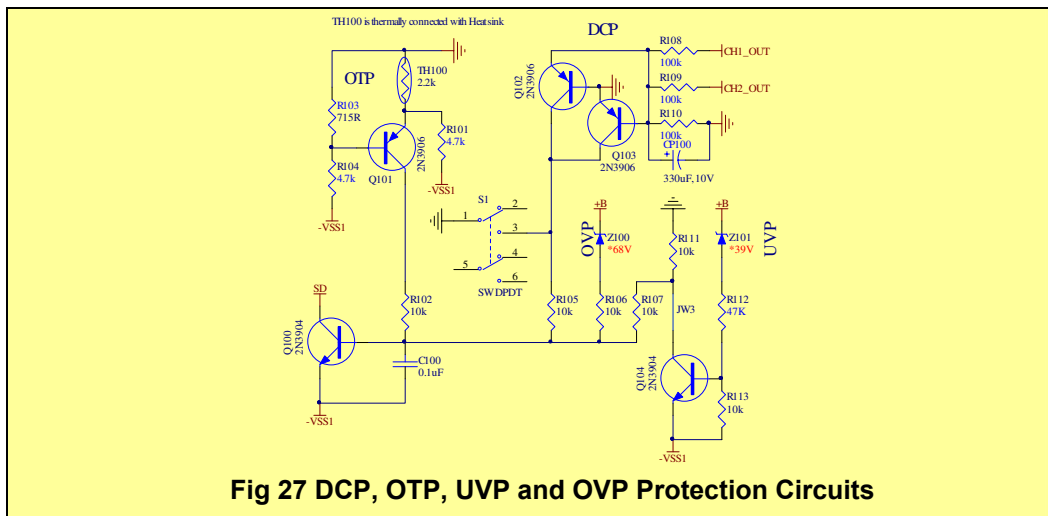 TH100 is thermally connected with Heat sink
DCP
OTP
TH100
2.2k
R103
715R
R104
4.7k
-VSS1
Q101
2N3906
R101
4.7k
-VSS1
Q102
2N3906
Q103
2N3906
R108
100k
CH1_OUT
R109
100k
CH2_OUT
R110
100k
CP100
+
330uF,10V
S1
1
2
3
4
5
6
SWDPDT
OVP
+B
Z100
*68V
R111
10k
+B
Z101
*39V
UVP
SD
Q100
2N3904
-VSS1
R102
10k
C100
0.1uF
R105
10k
R106
10k
R107
10k
JW3
R112
47K
Q104
2N3904
R113
10k
-VSS1
Fig 27 DCP, OTP, UVP and OVP Protection Circuits